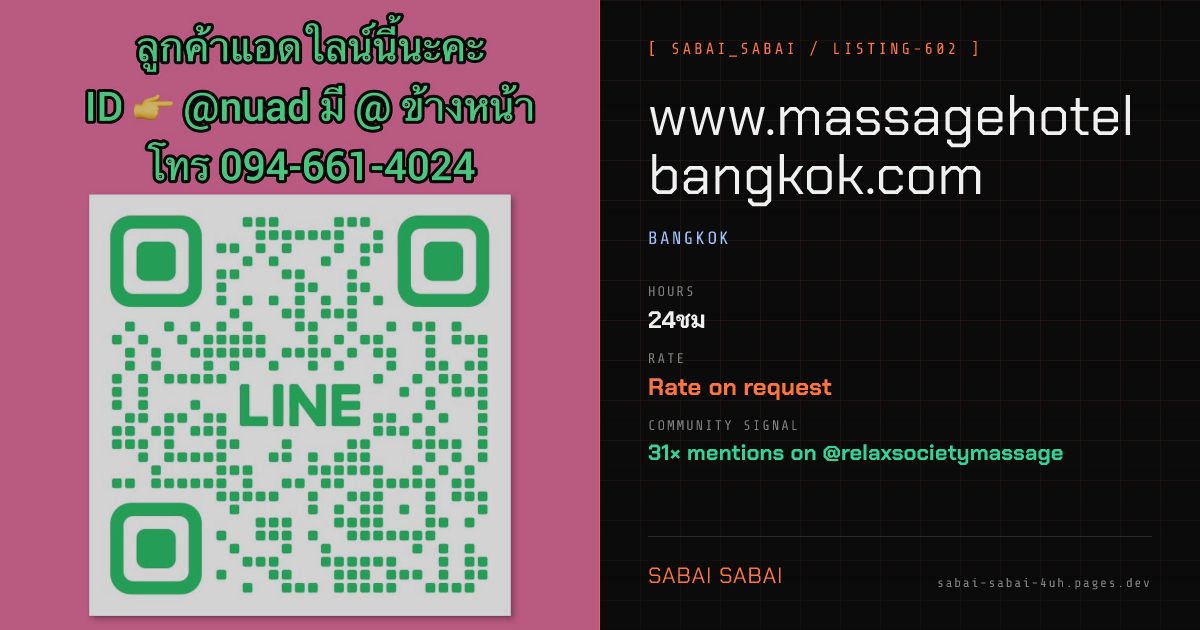 ลูกค้าแอดไลน์นี้นะคะ
ID 👉 @nuad มี @ ข้างหน้า
โทร 094-661-4024
LINE
[ SABAI_SABAI / LISTING-602 ]
www.massagehotel
bangkok.com
BANGKOK
HOURS
24ชม
RATE
Rate on request
COMMUNITY SIGNAL
31× mentions on @relaxsocietymassage
SABAI SABAI
sabai-sabai-4uh.pages.dev